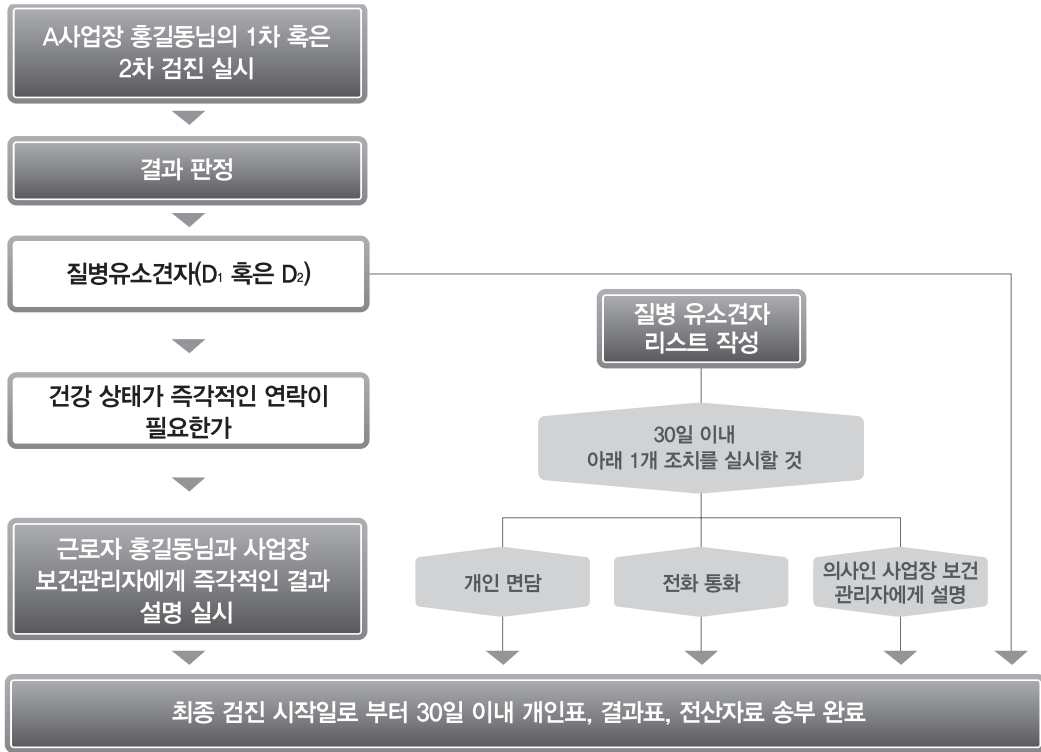 A사업장 홍길동님의 1차 혹은
2차 검진 실시
결과 판정
질병유소견자(D₁ 혹은 D₂)
건강 상태가 즉각적인 연락이
필요한가
근로자 홍길동님과 사업장
보건관리자에게 즉각적인 결과
설명 실시
질병 유소견자
리스트 작성
30일 이내
아래 1개 조치를 실시할 것
개인 면담
전화 통화
의사인 사업장 보건
관리자에게 설명
최종 검진 시작일로 부터 30일 이내 개인표, 결과표, 전산자료 송부 완료